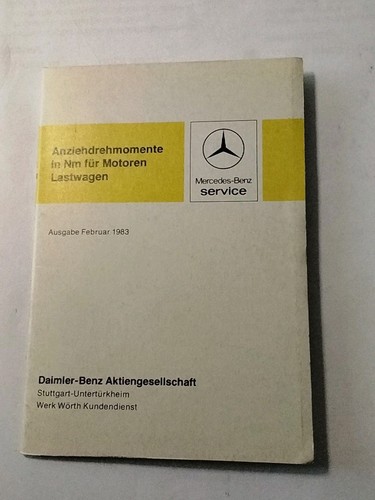 Anziehdrehmomente
in Nm für Motoren
Lastwagen
Mercedes-Benz
service
Ausgabe Februar 1983
Daimler-Benz Aktiengesellschaft
Stuttgart-Untertürkheim
Werk Wörth Kundendienst